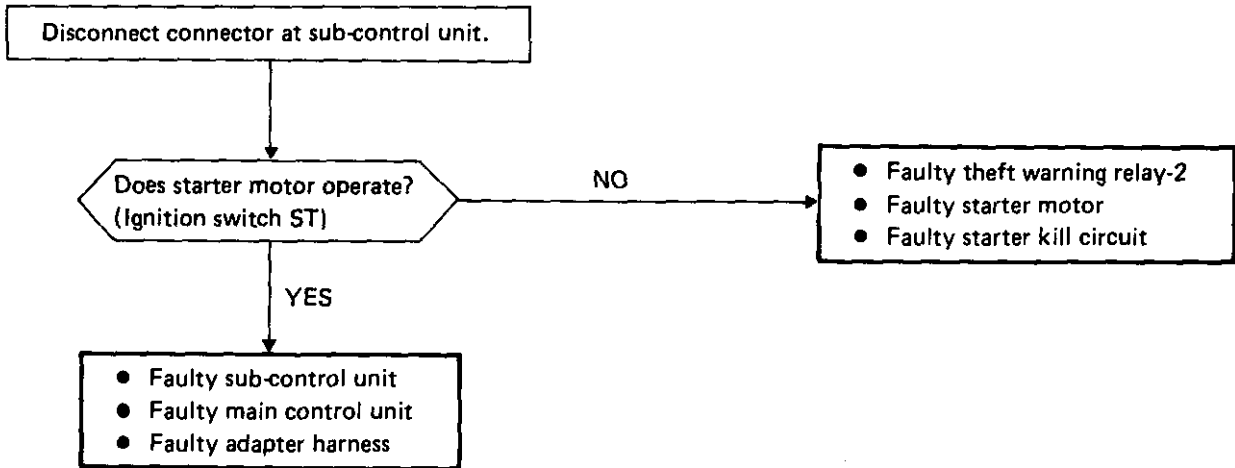 Disconnect connector at sub-control unit.
Does starter motor operate?
(Ignition switch ST)
NO
● Faulty theft warning relay-2
● Faulty starter motor
● Faulty starter kill circuit
YES
● Faulty sub-control unit
● Faulty main control unit
● Faulty adapter harness